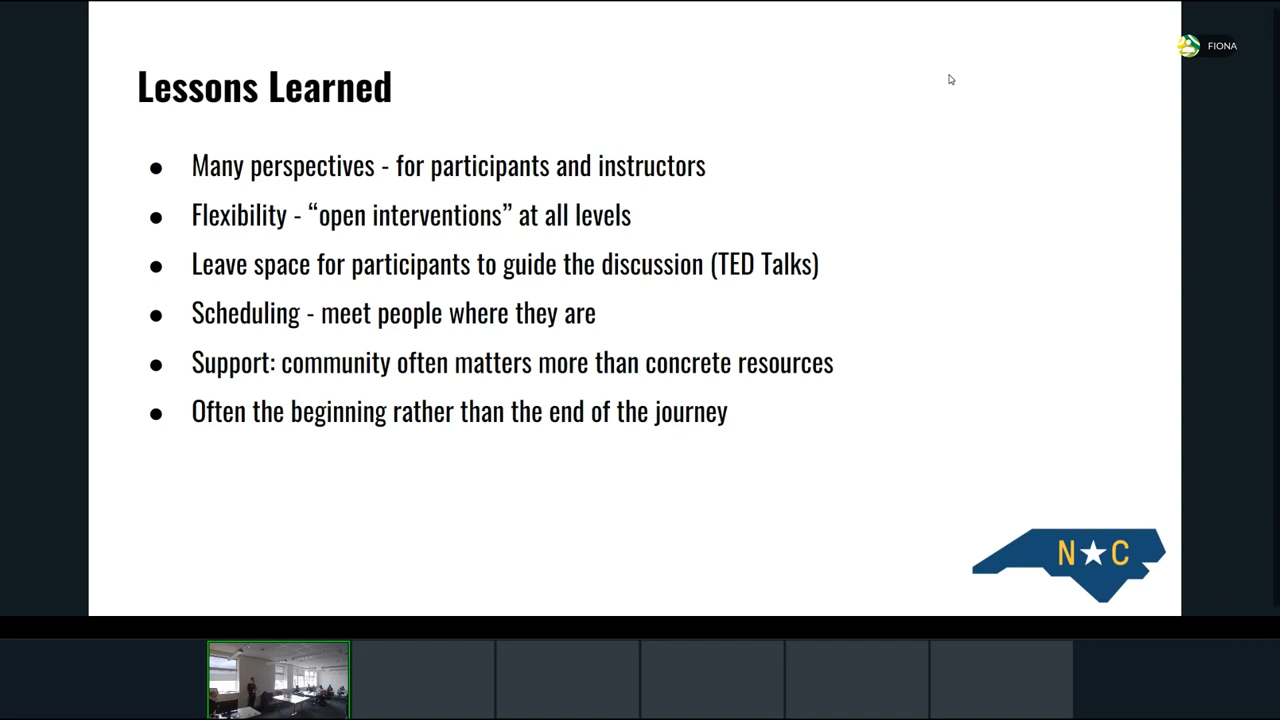 FIONA
Lessons Learned
● Many perspectives - for participants and instructors
● Flexibility - “open interventions” at all levels
● Leave space for participants to guide the discussion (TED Talks)
● Scheduling - meet people where they are
● Support: community often matters more than concrete resources
● Often the beginning rather than the end of the journey
N★C